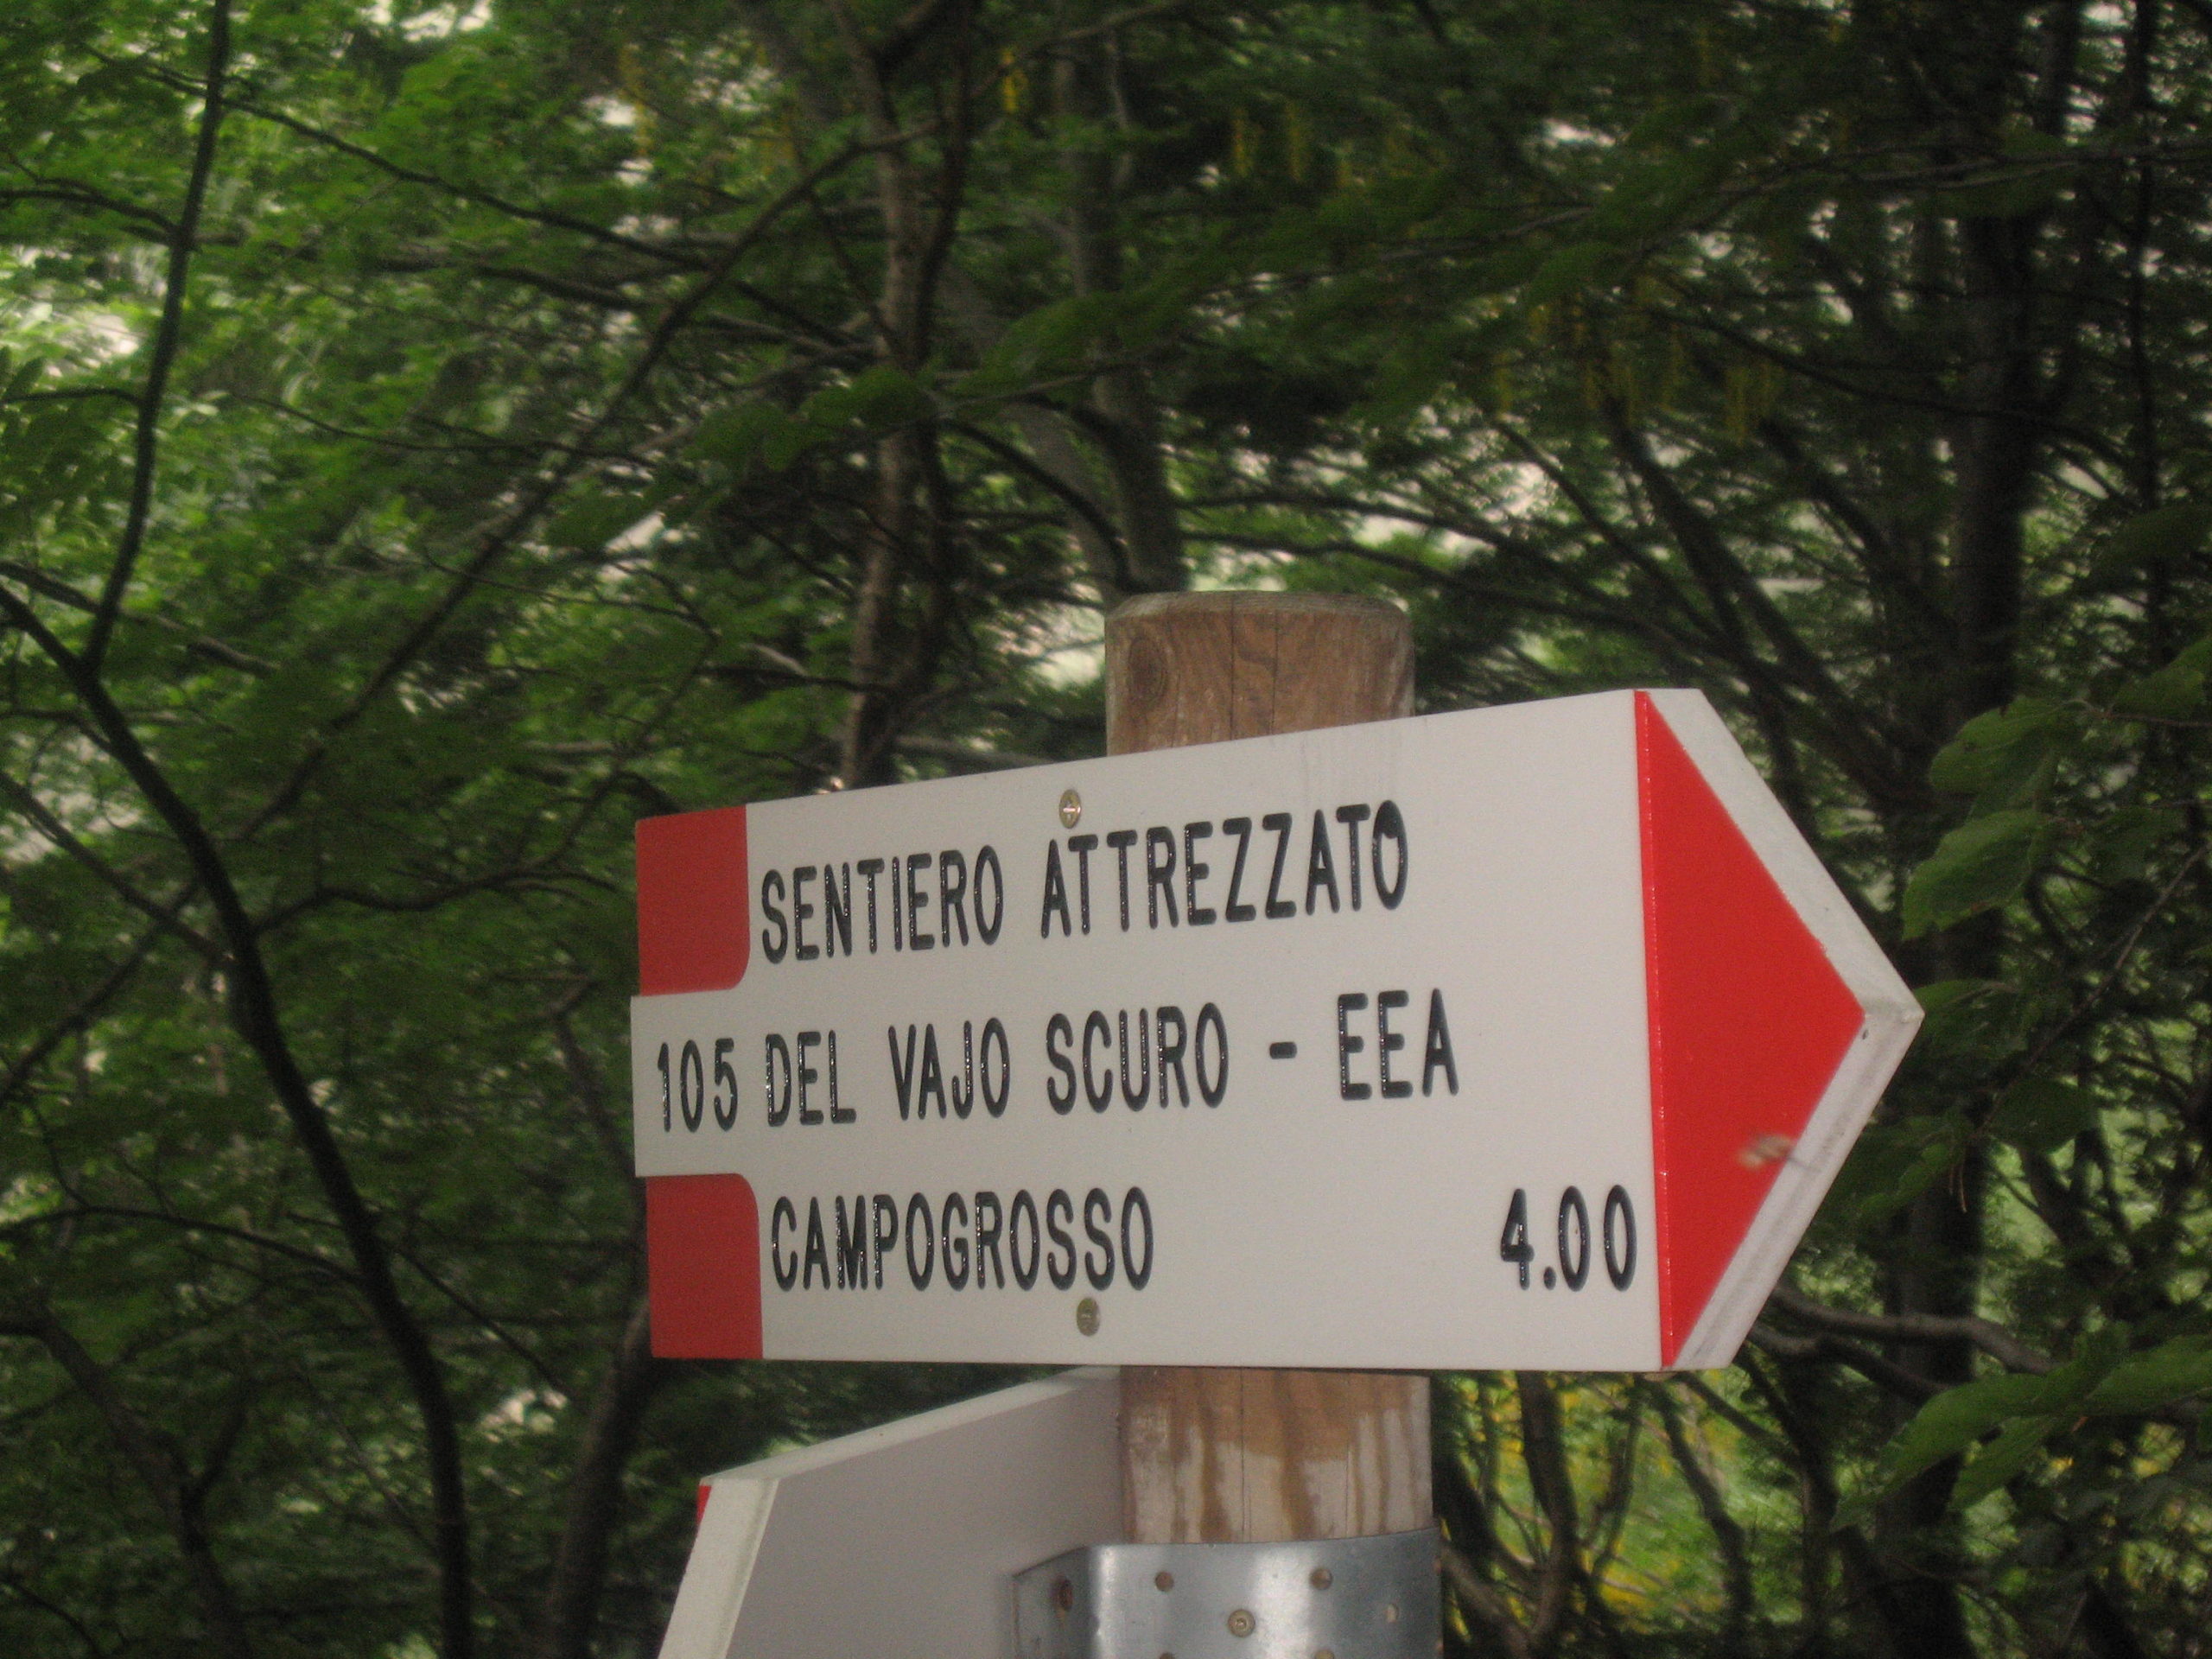 SENTIERO ATTREZZATO
105 DEL VAJO SCURO - EEA
CAMPOGROSSO 4.00